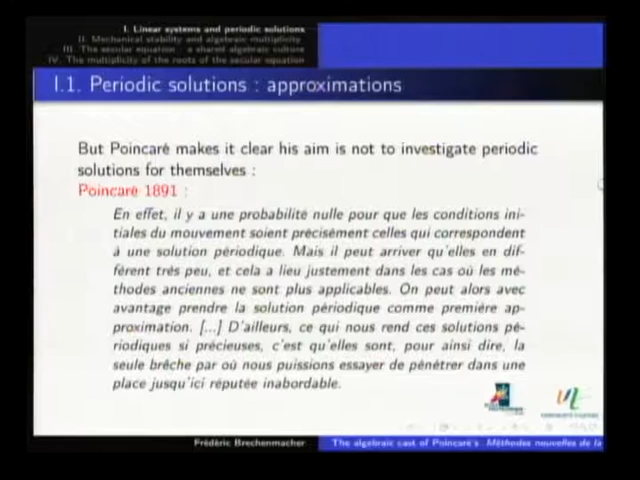 I. Linear systems and periodic solutions
II. Mechanical stability and algebraic multiplicity
III. The secular equation : a shared algebraic culture
IV. The multiplicity of the roots of the secular equation
I.1. Periodic solutions : approximations
But Poincaré makes it clear his aim is not to investigate periodic
solutions for themselves :
Poincaré 1891 :
En effet, il y a une probabilité nulle pour que les conditions ini-
tiales du mouvement soient précisément celles qui correspondent
à une solution périodique. Mais il peut arriver qu'elles en dif-
fèrent très peu, et cela a lieu justement dans les cas où les mé-
thodes anciennes ne sont plus applicables. On peut alors avec
avantage prendre la solution périodique comme première ap-
proximation. [...] D'ailleurs, ce qui nous rend ces solutions pé-
riodiques si précieuses, c'est qu'elles sont, pour ainsi dire, la
seule brêche par où nous puissions essayer de pénétrer dans une
place jusqu'ici réputée inabordable.
Frédéric Brechenmacher
The algebraic cast of Poincaré's Méthodes nouvelles de la